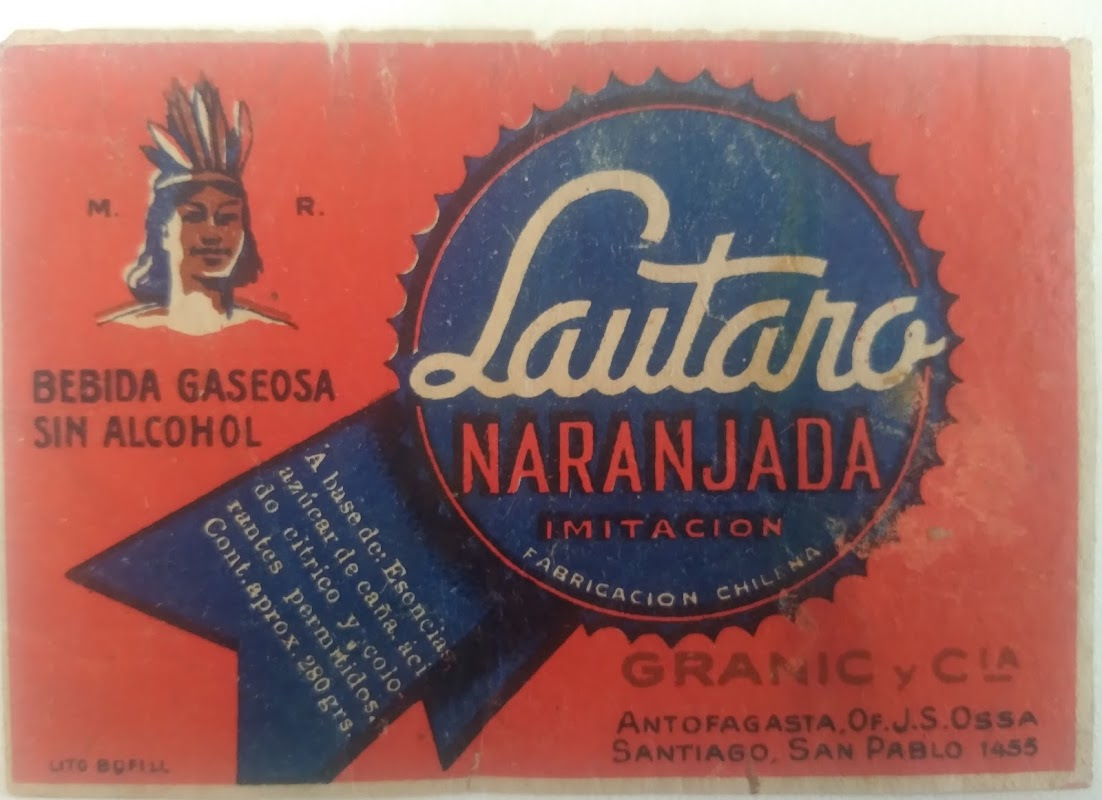 M. R.
BEBIDA GASEOSA
SIN ALCOHOL
Lautaro
NARANJADA
IMITACION
FABRICACION CHILENA
A base de: Esencias,
azúcar de caña, áci-
do cítrico y colo-
rantes permitidos.
Cont. aprox. 280 grs.
GRANIC y CIA
ANTOFAGASTA, OF. J. S. OSSA
SANTIAGO, SAN PABLO 1455
LITO BOFILL